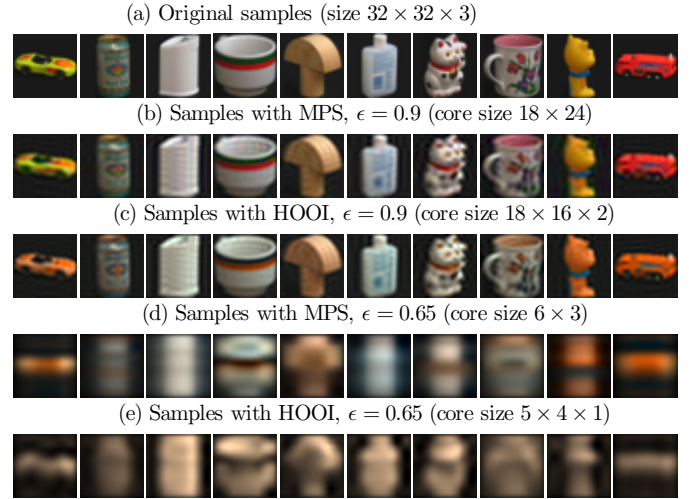 (a) Original samples (size 32 × 32 × 3)
(b) Samples with MPS, ϵ = 0.9 (core size 18 × 24)
(c) Samples with HOOI, ϵ = 0.9 (core size 18 × 16 × 2)
(d) Samples with MPS, ϵ = 0.65 (core size 6 × 3)
(e) Samples with HOOI, ϵ = 0.65 (core size 5 × 4 × 1)